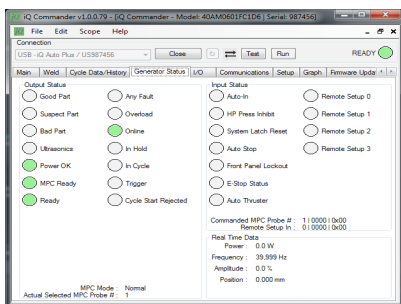 iQ Commander v1.0.0.79 - [iQ Commander - Model: 40AM0601FC1D6 | Serial: 987456]
File Edit Scope Help
Connection
USB -iQ Auto Plus / US987456 Close Test Run READY
Main Weld Cycle Data/History Generator Status I/O Communications Setup Graph Firmware Upda
Output Status
Good Part Any Fault
Suspect Part Overload
Bad Part Online
Ultrasonics In Hold
Power OK In Cycle
MPC Ready Trigger
Ready Cycle Start Rejected
MPC Mode : Normal
Actual Selected MPC Probe # : 1
Input Status
Auto-In Remote Setup 0
HP Press Inhibit Remote Setup 1
System Latch Reset Remote Setup 2
Auto Stop Remote Setup 3
Front Panel Lockout
E-Stop Status
Auto Thruster
Commanded MPC Probe # : 1 | 0000 | 0x00
Remote Setup In : 0 | 0000 | 0x00
Real Time Data
Power : 0.0 W
Frequency : 39,999 Hz
Amplitude : 0.0 %
Position : 0.000 mm